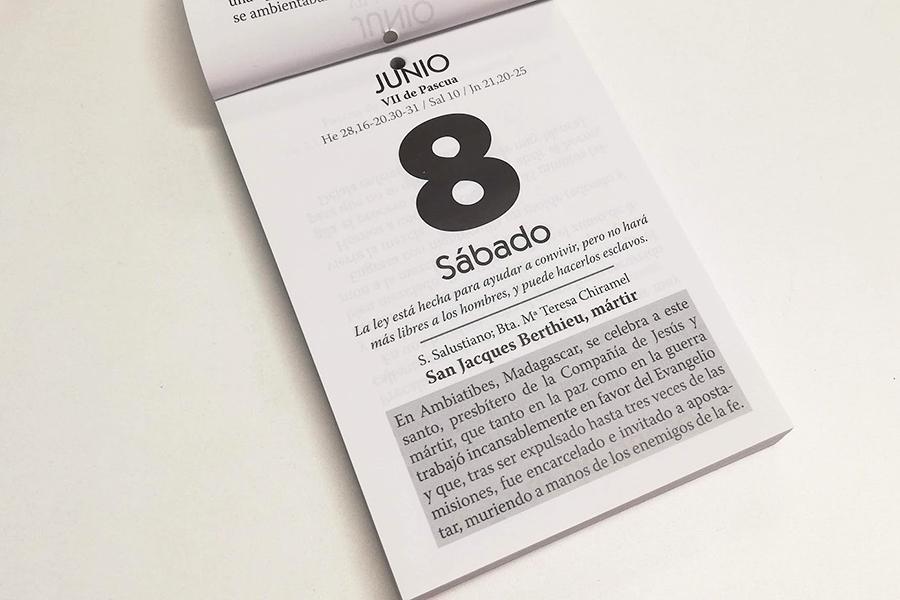 se ambientaba
JUNIO
VII de Pascua
He 28,16-20.30-31 / Sal 10 / Jn 21,20-25
8
Sábado
La ley está hecha para ayudar a convivir, pero no hará
más libres a los hombres, y puede hacerlos esclavos.
S. Salustiano; Bta. Mª Teresa Chiramel
San Jacques Berthieu, mártir
En Ambiatibes, Madagascar, se celebra a este
santo, presbítero de la Compañía de Jesús y
mártir, que tanto en la paz como en la guerra
trabajó incansablemente en favor del Evangelio
y que, tras ser expulsado hasta tres veces de las
misiones, fue encarcelado e invitado a aposta-
tar, muriendo a manos de los enemigos de la fe.